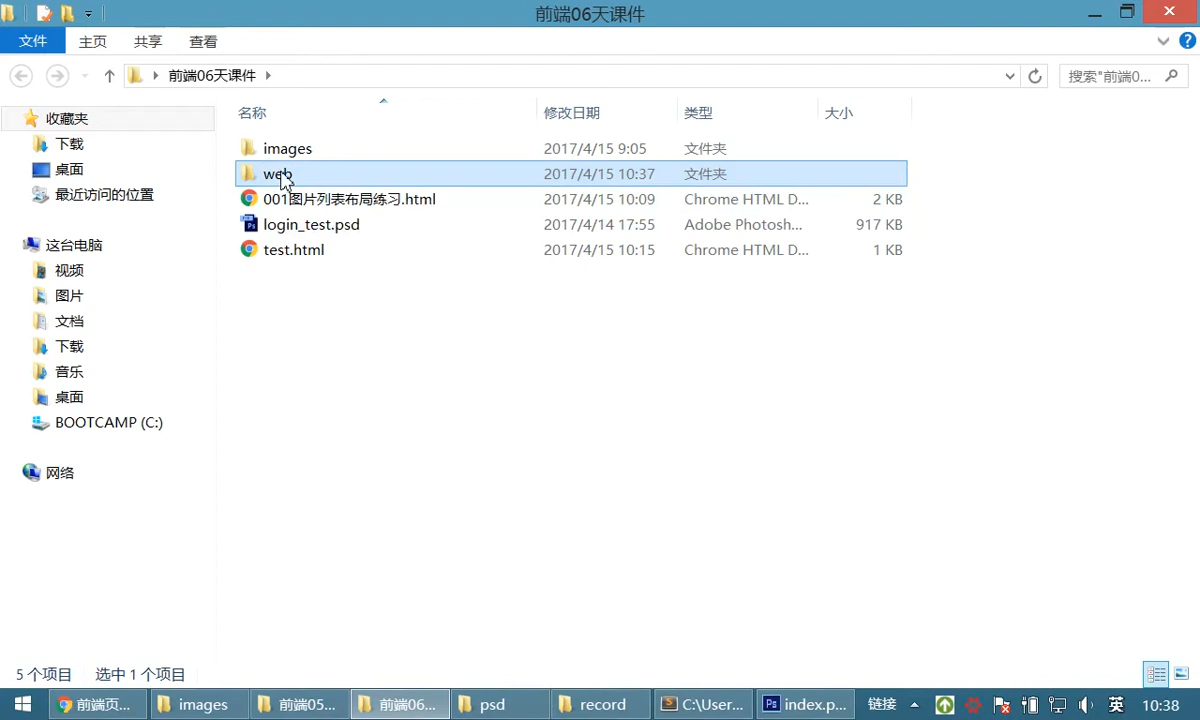 前端06天课件
文件 主页 共享 查看
前端06天课件 搜索"前端0...
收藏夹
下载
桌面
最近访问的位置
这台电脑
视频
图片
文档
下载
音乐
桌面
BOOTCAMP (C:)
网络
名称 修改日期 类型 大小
images 2017/4/15 9:05 文件夹
web 2017/4/15 10:37 文件夹
001图片列表布局练习.html 2017/4/15 10:09 Chrome HTML D... 2 KB
login_test.psd 2017/4/14 17:55 Adobe Photosh... 917 KB
test.html 2017/4/15 10:15 Chrome HTML D... 1 KB
5 个项目 选中 1 个项目
前端页... images 前端05... 前端06... psd record C:\User... index.p... 链接 英 10:38